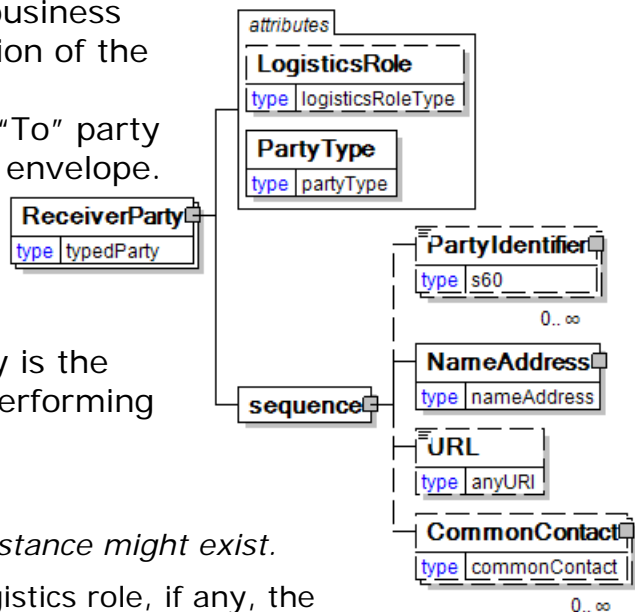 business
ion of the
"To" party
envelope.
y is the
erforming
stance might exist.
gistics role, if any, the
attributes
LogisticsRole
type logisticsRoleType
PartyType
type partyType
ReceiverParty
type typedParty
sequence
PartyIdentifier
type s60
0.. ∞
NameAddress
type nameAddress
URL
type anyURI
CommonContact
type commonContact
0.. ∞